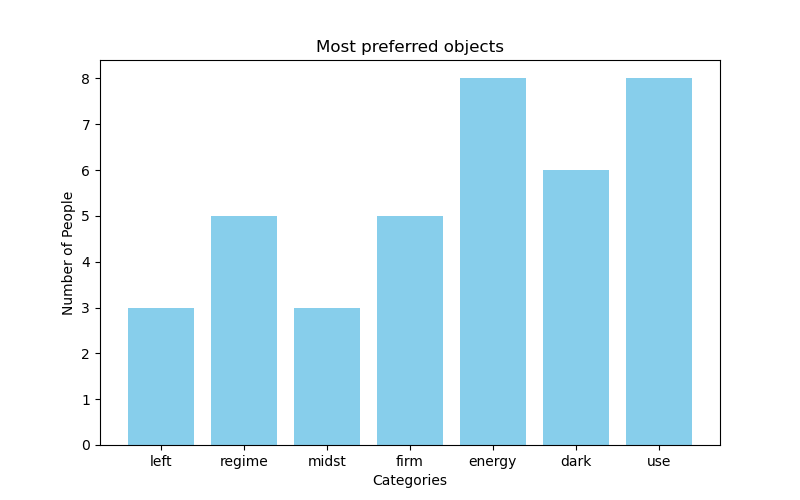 Most preferred objects
Number of People
8
7
6
5
4
3
2
1
0
left regime midst firm energy dark use
Categories